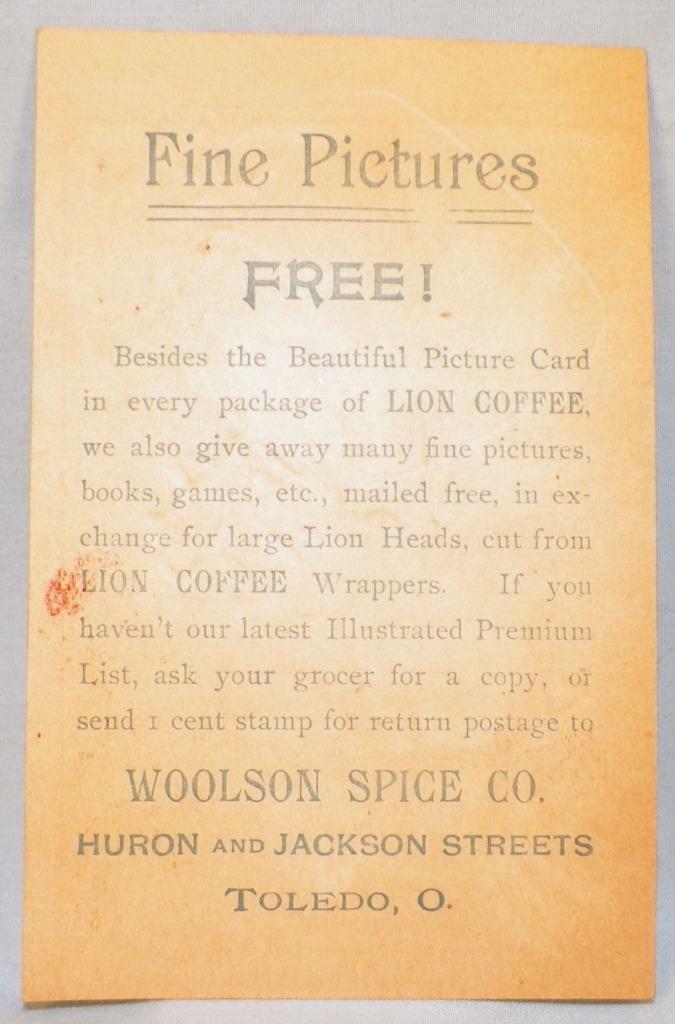 Fine Pictures
FREE!
Besides the Beautiful Picture Card
in every package of LION COFFEE,
we also give away many fine pictures,
books, games, etc., mailed free, in ex-
change for large Lion Heads, cut from
LION COFFEE Wrappers. If you
haven't our latest Illustrated Premium
List, ask your grocer for a copy, or
send 1 cent stamp for return postage to
WOOLSON SPICE CO.
HURON AND JACKSON STREETS
TOLEDO, O.